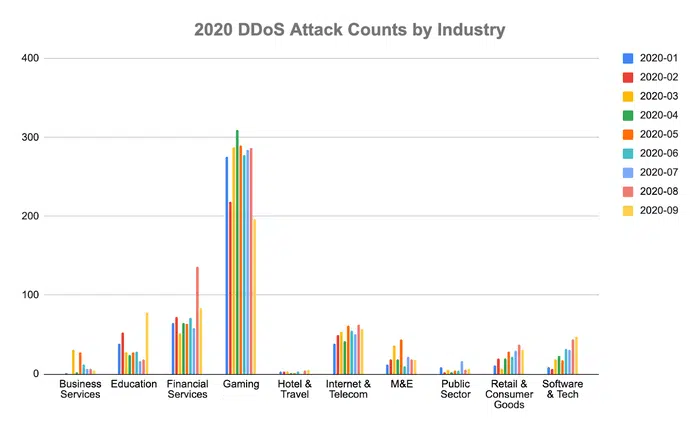 2020 DDoS Attack Counts by Industry
400
300
200
100
0
2020-01
2020-02
2020-03
2020-04
2020-05
2020-06
2020-07
2020-08
2020-09
Business
Services
Education
Financial
Services
Gaming
Hotel &
Travel
Internet &
Telecom
M&E
Public
Sector
Retail &
Consumer
Goods
Software
& Tech